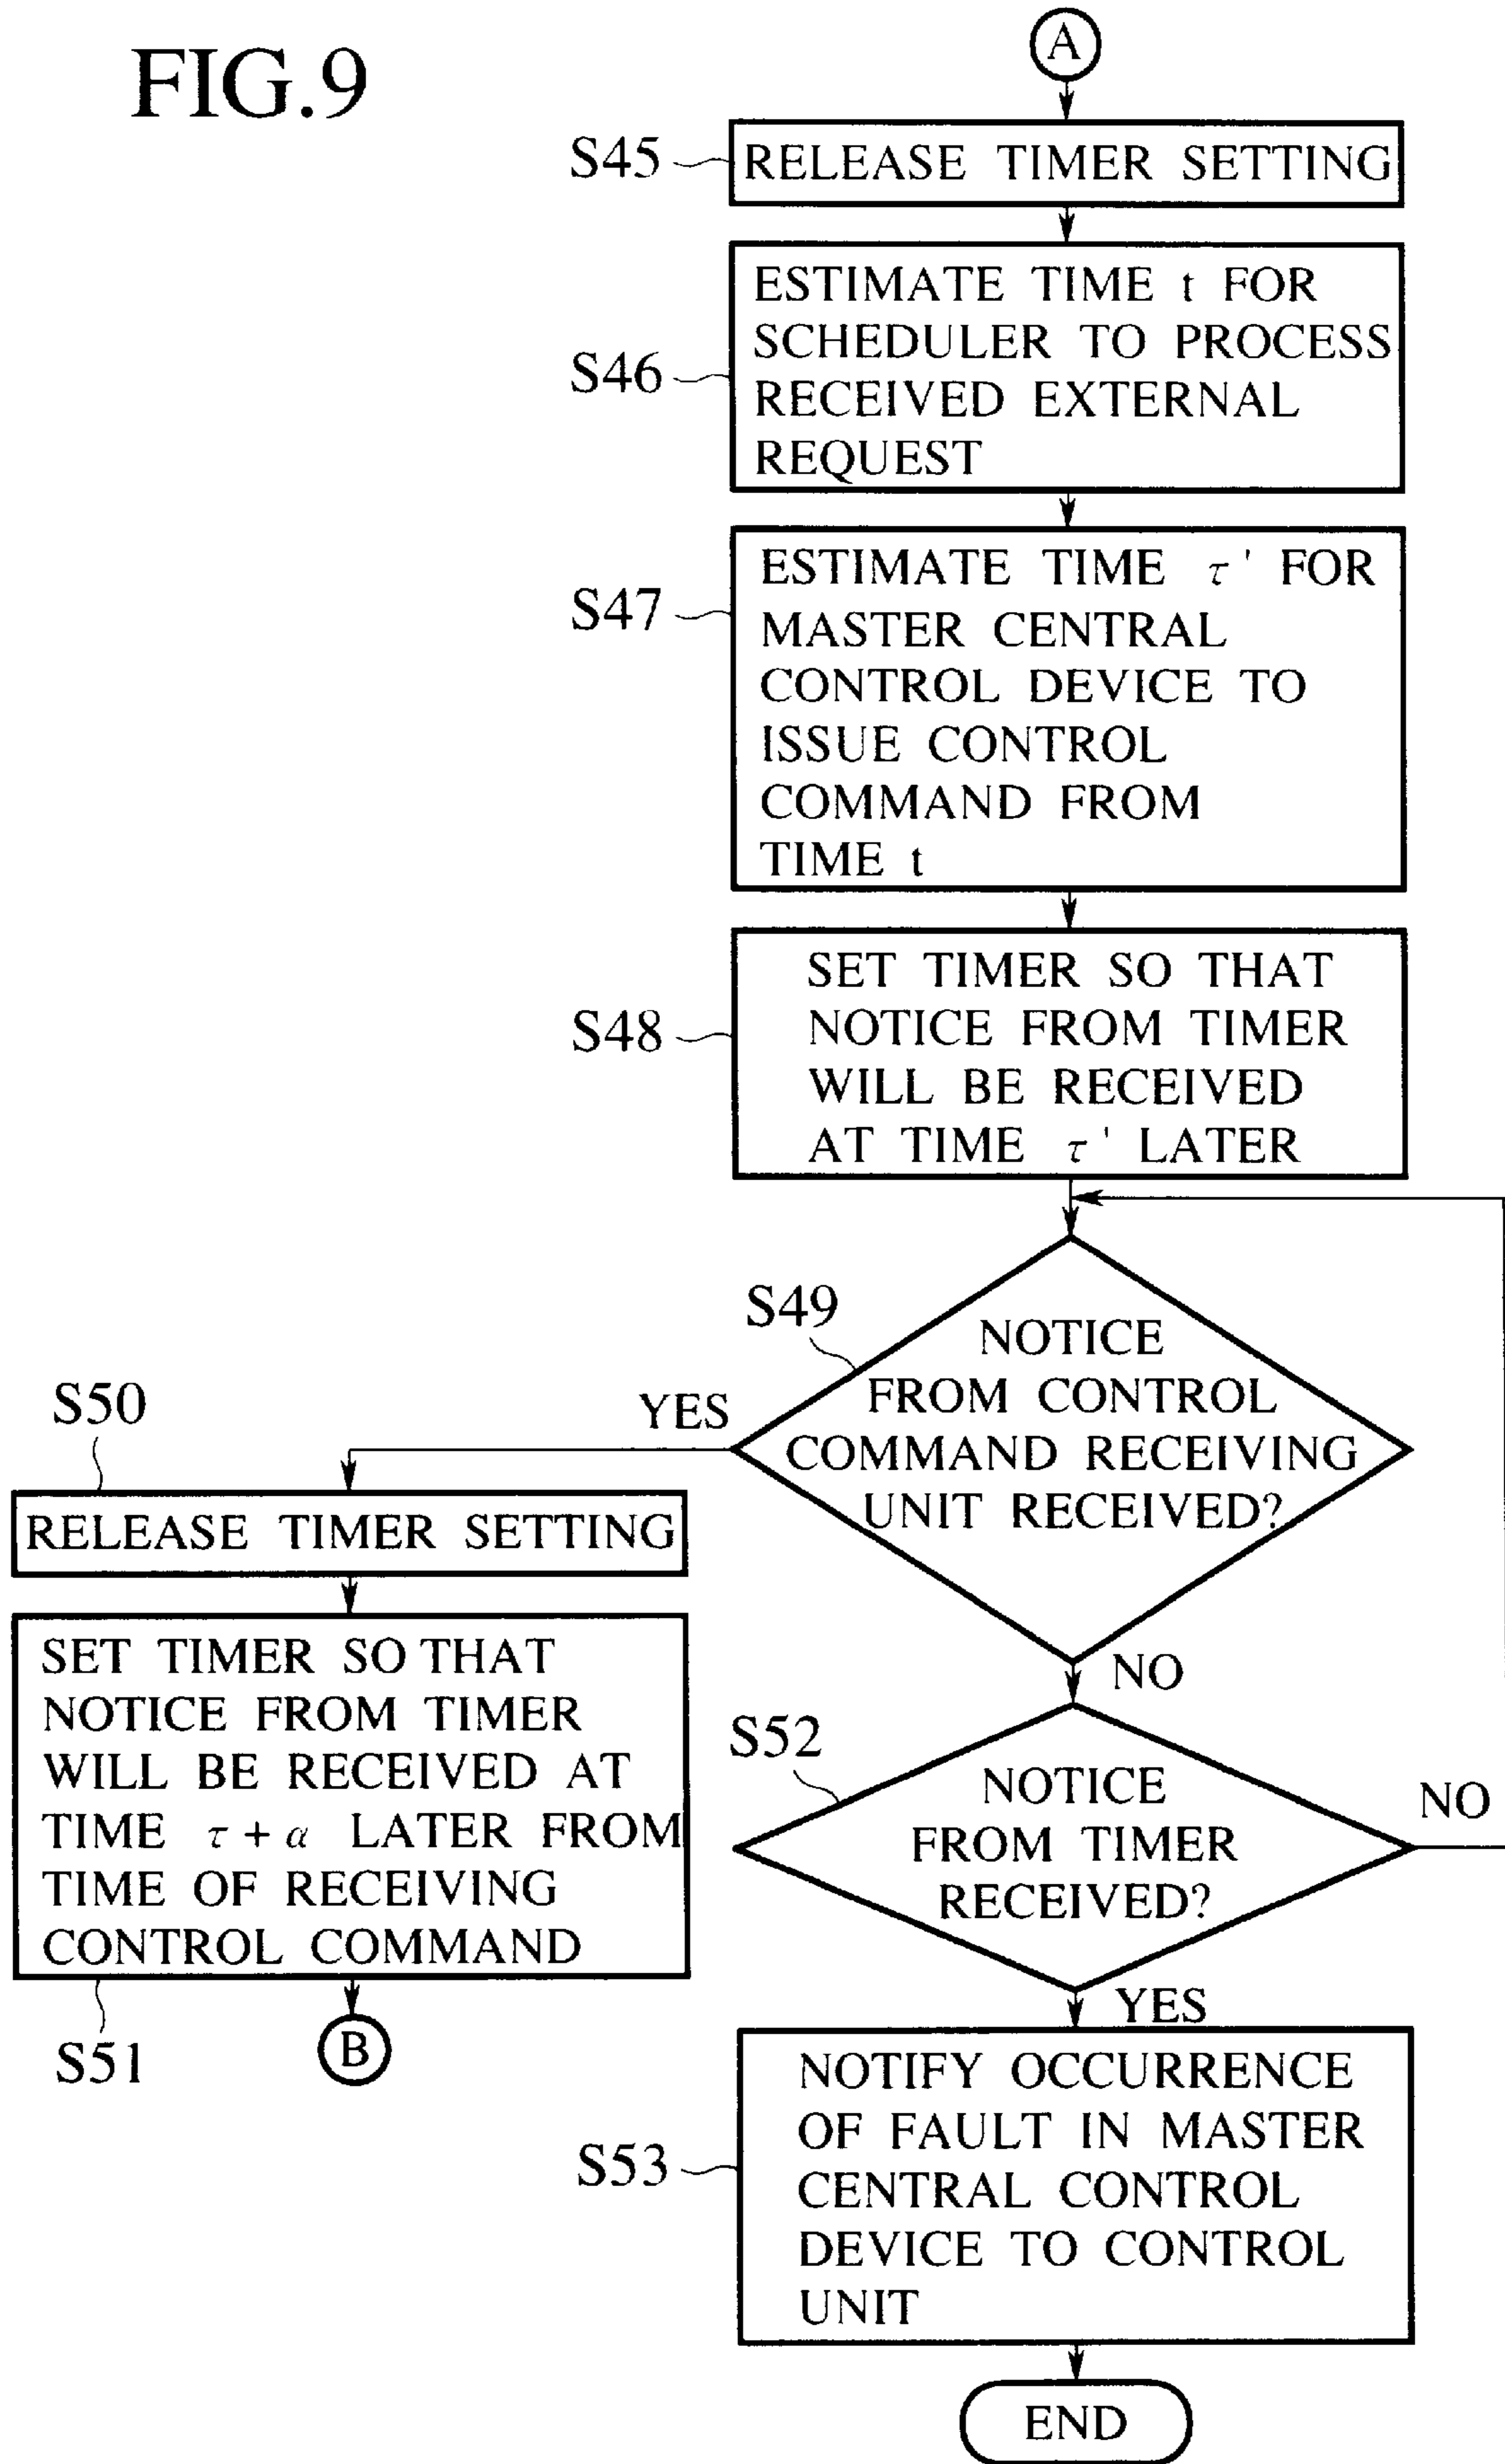 FIG.9
A
S45
RELEASE TIMER SETTING
S46
ESTIMATE TIME t FOR
SCHEDULER TO PROCESS
RECEIVED EXTERNAL
REQUEST
S47
ESTIMATE TIME τ' FOR
MASTER CENTRAL
CONTROL DEVICE TO
ISSUE CONTROL
COMMAND FROM
TIME t
S48
SET TIMER SO THAT
NOTICE FROM TIMER
WILL BE RECEIVED
AT TIME τ' LATER
S49
NOTICE
FROM CONTROL
COMMAND RECEIVING
UNIT RECEIVED?
YES
S50
RELEASE TIMER SETTING
SET TIMER SO THAT
NOTICE FROM TIMER
WILL BE RECEIVED AT
TIME τ+α LATER FROM
TIME OF RECEIVING
CONTROL COMMAND
S51
B
NO
S52
NOTICE
FROM TIMER
RECEIVED?
NO
YES
S53
NOTIFY OCCURRENCE
OF FAULT IN MASTER
CENTRAL CONTROL
DEVICE TO CONTROL
UNIT
END